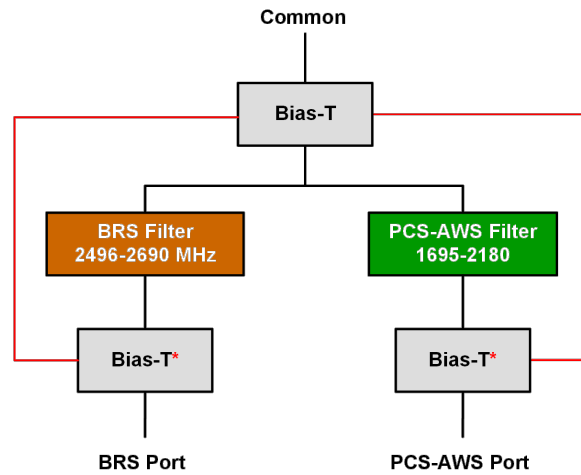 Common
Bias-T
BRS Filter
2496-2690 MHz
PCS-AWS Filter
1695-2180
Bias-T*
Bias-T*
BRS Port
PCS-AWS Port